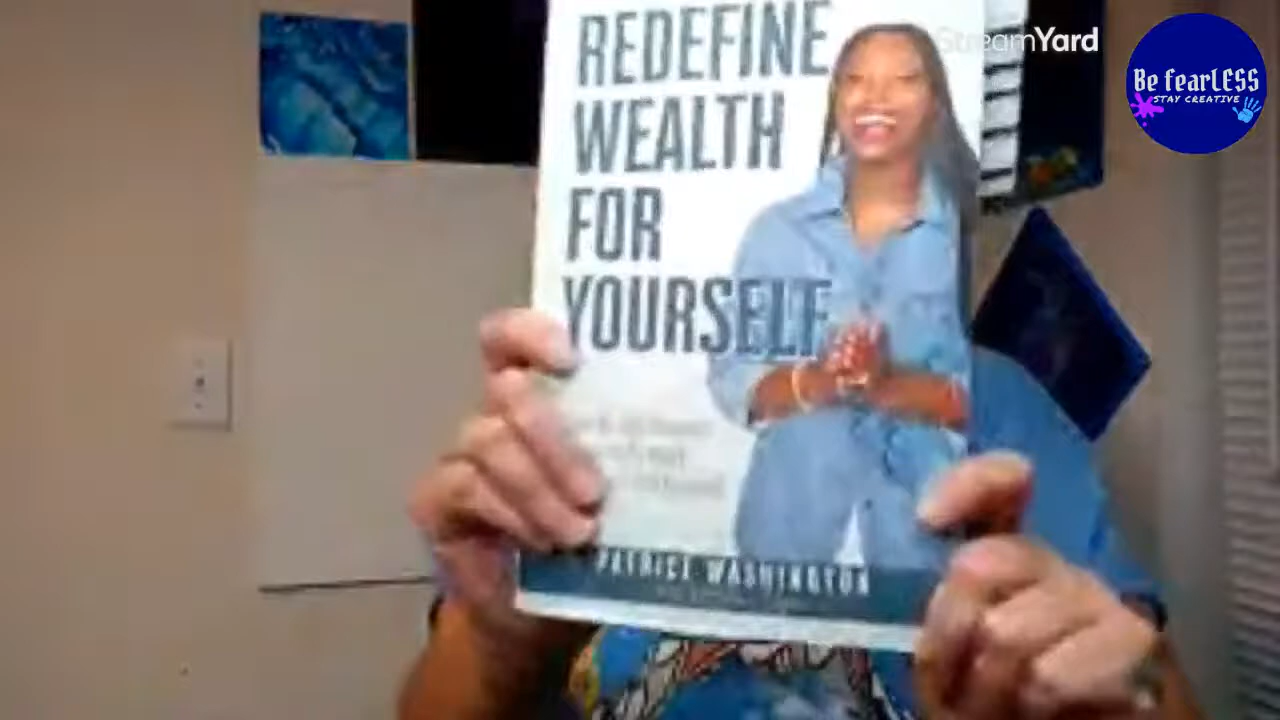 REDEFINE
WEALTH
FOR
YOURSELF
PATRICE WASHINGTON
StreamYard
Be fearLESS
STAY CREATIVE